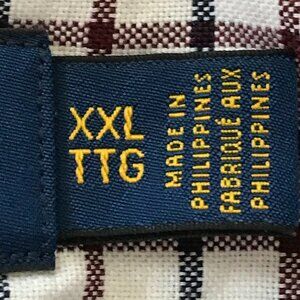 XXL
TTG
MADE IN
PHILIPPINES
FABRIQUÉ AUX
PHILIPPINES